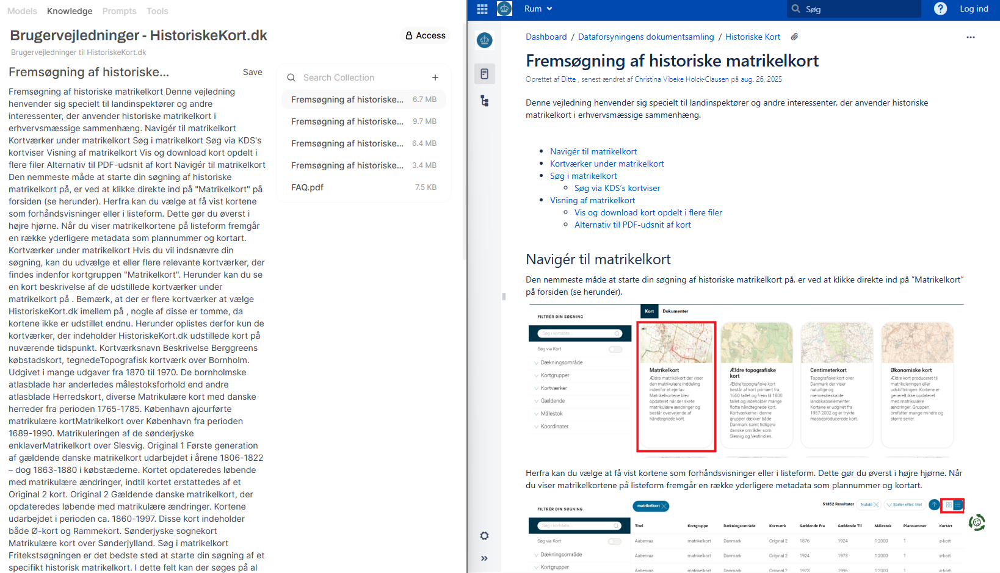 Models Knowledge Prompts Tools
Brugervejledninger - HistoriskeKort.dk
Access
Brugervejledninger til HistoriskeKort.dk
Fremsøgning af historiske...
Save
Fremsøgning af historiske matrikelkort Denne vejledning
henvender sig specielt til landinspektører og andre
interessenter, der anvender historiske matrikelkort i
erhvervsmæssige sammenhæng. Navigér til matrikelkort
Kortværker under matrikelkort Søg i matrikelkort Søg via KDS's
kortviser Visning af matrikelkort Vis og download kort opdelt i
flere filer Alternativ til PDF-udsnit af kort Navigér til matrikelkort
Den nemmeste måde at starte din søgning af historiske
matrikelkort på, er ved at klikke direkte ind på "Matrikelkort" på
forsiden (se herunder). Herfra kan du vælge at få vist kortene
som forhåndsvisninger eller i listeform. Dette gør du øverst i
højre hjørne. Når du viser matrikelkortene på listeform fremgår
en række yderligere metadata som plannummer og kortart.
Kortværker under matrikelkort Hvis du vil indsnævre din
søgning, kan du udvælge et eller flere relevante kortværker, der
findes indenfor kortgruppen "Matrikelkort". Herunder kan du se
en kort beskrivelse af de udstillede kortværker under
matrikelkort på . Bemærk, at der er flere kortværker at vælge
HistoriskeKort.dk imellem på , nogle af disse er tomme, da
kortene ikke er udstillet endnu. Herunder oplistes derfor kun de
kortværker, der indeholder HistoriskeKort.dk udstillede kort på
nuværende tidspunkt. Kortværksnavn Beskrivelse Berggreens
købstadskort, tegnedeTopografisk kortværk over Bornholm.
Udgivet i mange udgaver fra 1870 til 1970. De bornholmske
atlasblade har anderledes målestoksforhold end andre
atlasblade Herredskort, diverse Matrikulære kort med danske
herreder fra perioden 1765-1785. København ajourførte
matrikulære kortMatrikelkort over København fra perioden
1689-1990. Matrikuleringen af de sønderjyske
enklaverMatrikelkort over Slesvig. Original 1 Første generation
af gældende danske matrikelkort udarbejdet i årene 1806-1822
– dog 1863-1880 i købstæderne. Kortet opdateredes løbende
med matrikulære ændringer, indtil kortet erstattedes af et
Original 2 kort. Original 2 Gældende danske matrikelkort, der
opdateredes løbende med matrikulære ændringer. Kortene
udarbejdet i perioden ca. 1860-1997. Disse kort indeholder
både Ø-kort og Rammekort. Sønderjyske sognekort
Matrikulære kort over Sønderjylland. Søg i matrikelkort
Fritekstsøgningen er det bedste sted at starte din søgning af et
specifikt historisk matrikelkort. I dette felt kan der søges på al
Search Collection +
Fremsøgning af historiske... 6.7 MB
Fremsøgning af historiske... 9.7 MB
Fremsøgning af historiske... 6.4 MB
Fremsøgning af historiske... 3.4 MB
FAQ.pdf 7.5 KB
Rum
Søg
? Log ind
Dashboard / Dataforsyningens dokumentsamling / Historiske Kort
Fremsøgning af historiske matrikelkort
Oprettet af Ditte , senest ændret af Christina Vibeke Holck-Clausen på aug. 26, 2025
Denne vejledning henvender sig specielt til landinspektører og andre interessenter, der anvender historiske
matrikelkort i erhvervsmæssige sammenhæng.
Navigér til matrikelkort
Kortværker under matrikelkort
Søg i matrikelkort
Søg via KDS’s kortviser
Visning af matrikelkort
Vis og download kort opdelt i flere filer
Alternativ til PDF-udsnit af kort
Navigér til matrikelkort
Den nemmeste måde at starte din søgning af historiske matrikelkort på, er ved at klikke direkte ind på ”Matrikelkort”
på forsiden (se herunder).
Kort Dokumenter
FILTRÉR DIN SØGNING
Søg i kortdata...
Søg via Kort
Dækningsområde
Kortgrupper
Kortværker
Gældende
Målestok
Koordinater
Matrikelkort
Ældre matrikelkort der viser
den matrikulære inddeling
indenfor et ejerlav.
Matrikelkortene blev
opdateret når der skete
matrikulære ændringer og
består overvejende af
håndtegnede kort.
Ældre topografiske
kort
Ældre topografiske kort
består af kort primært fra
1600 tallet og frem til 1800
tallet og indeholder mange
flotte håndtegnede kort.
Kortværkerne i denne
grupper dækker både
Danmark samt tidligere
danske områder som
Slesvig og Vestindien.
Centimeterkort
Topografiske kort over
Danmark der viser
naturlige og
menneskeskabte
landskabselementer.
Kortene er udgivet fra
1957-2002 og er trykte
masseproducerede kort.
Økonomiske kort
Ældre kort produceret til
matrikuleringen eller
udskiftningen. Kortene er
generelt ikke opdateret
med matrikulære
ændringer. Gruppen
omfatter mange mindre og
større serier.
Herfra kan du vælge at få vist kortene som forhåndsvisninger eller i listeform. Dette gør du øverst i højre hjørne. Når
du viser matrikelkortene på listeform fremgår en række yderligere metadata som plannummer og kortart.
FILTRÉR DIN SØGNING
Søg i kortdata...
Søg via Kort
Dækningsområde
Kortgrupper
matrikelkort 51852 Resultater Nulstil Sorter efter: titel
Titel Kortgruppe Dækningsområde Kortværk Gældende Fra Gældende Til Målestok Plannummer Kortart
Aabenraa matrikelkort Danmark Original 2 1876 1924 1:2000 1 ø-kort
Aabenraa matrikelkort Danmark Original 2 1924 1973 1:2000 1 ø-kort
Aabenraa matrikelkort Danmark Original 2 1973 1996 1:2000 1 ø-kort